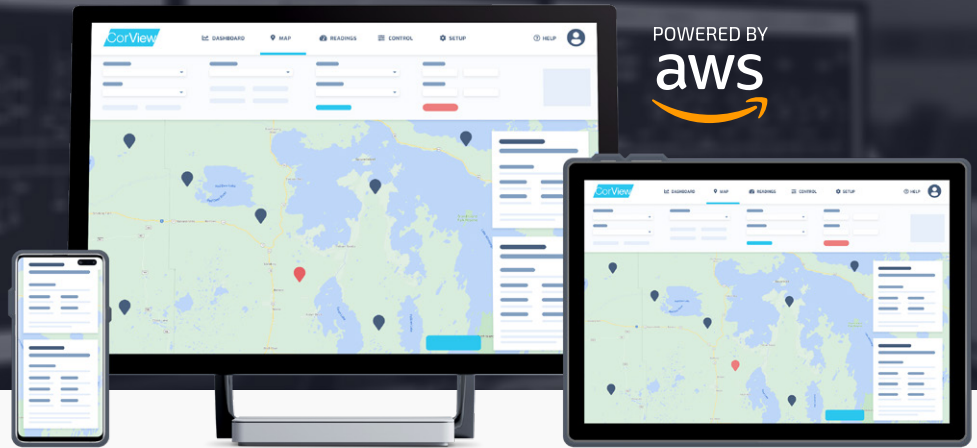 CorView
DASHBOARD
MAP
READINGS
CONTROL
SETUP
HELP
POWERED BY
aws
CorView
DASHBOARD
MAP
READINGS
CONTROL
SETUP
HELP